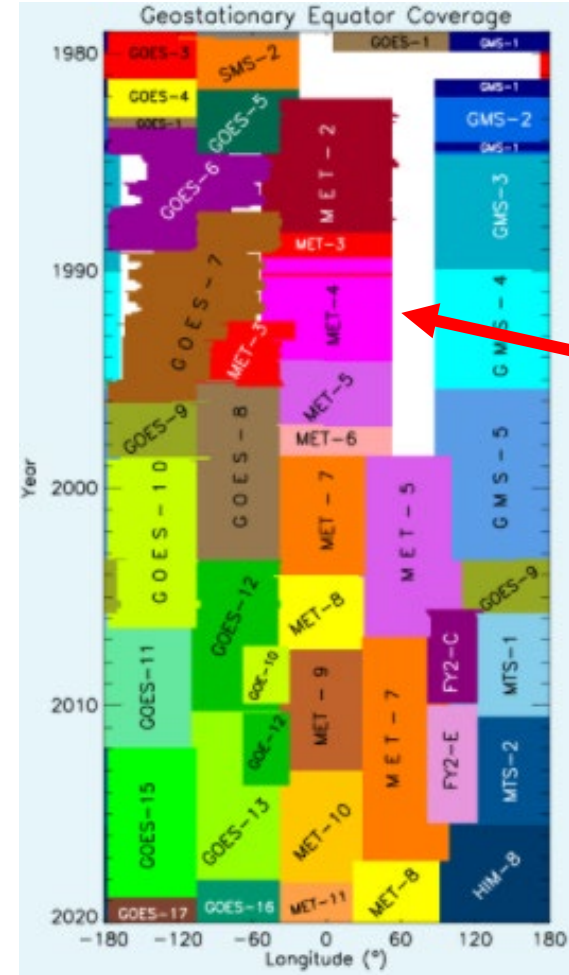 Geostationary Equator Coverage
1980
GOES-3
SMS-2
GOES-1
GMS-1
GOES-4
GOES-5
GMS-1
GOES-1
MET-2
GMS-2
GMS-1
GOES-6
GMS-3
MET-3
1990
GOES-7
MET-4
GMS-4
MET-3
MET-5
GOES-9
GOES-8
MET-6
GMS-5
Year
2000
GOES-10
MET-7
MET-5
GOES-12
MET-8
GOES-9
GOES-11
GOE-10
MET-9
FY2-C
MTS-1
2010
GOE-12
MET-7
FY2-E
MTS-2
GOES-15
GOES-13
MET-10
HIM-8
2020
GOES-17
GOES-16
MET-11
MET-8
-180 -120 -60 0 60 120 180
Longitude (°)